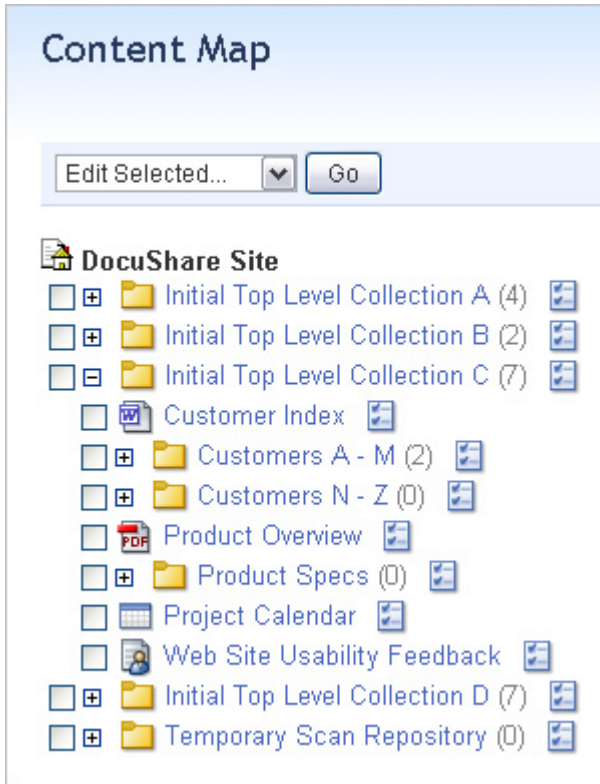 Content Map
Edit Selected... Go
DocuShare Site
Initial Top Level Collection A (4)
Initial Top Level Collection B (2)
Initial Top Level Collection C (7)
Customer Index
Customers A - M (2)
Customers N - Z (0)
PDF Product Overview
Product Specs (0)
Project Calendar
Web Site Usability Feedback
Initial Top Level Collection D (7)
Temporary Scan Repository (0)